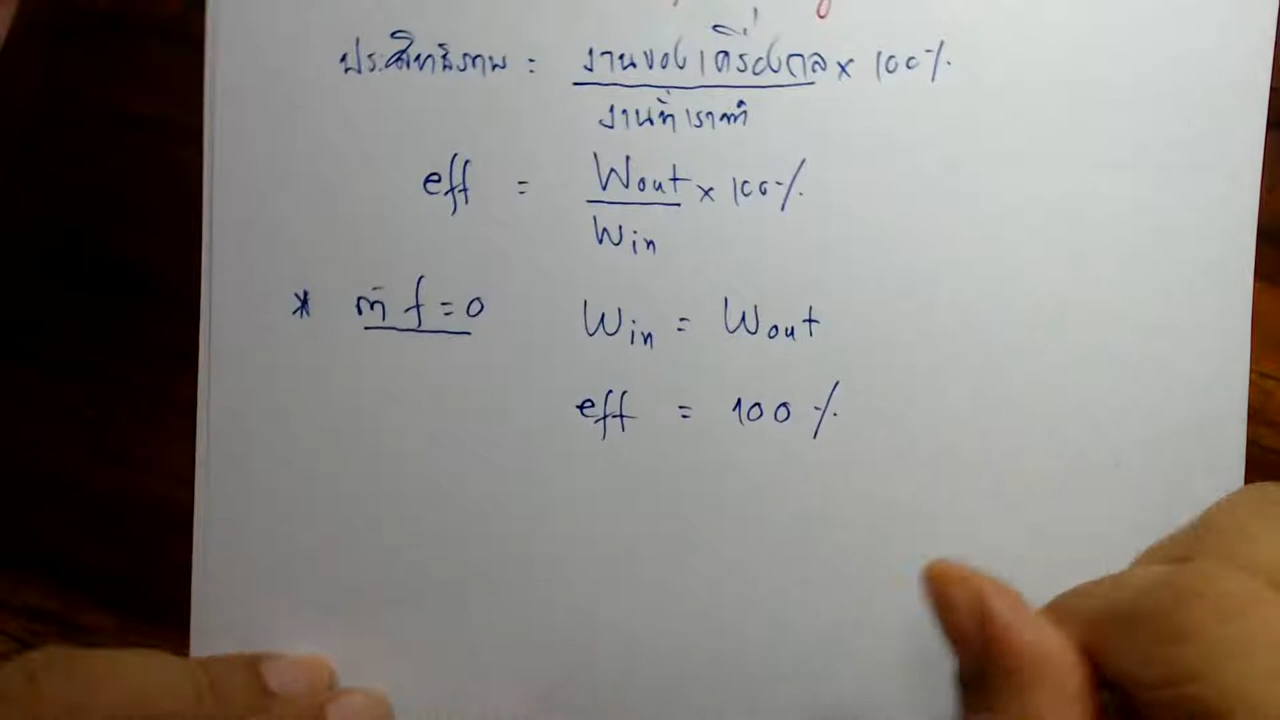 ประสิทธิภาพ = งานของเครื่องกล × 100%
งานที่เราทำ
eff = Wout × 100%
Win
* ถ้า f = 0 Win = Wout
eff = 100 %